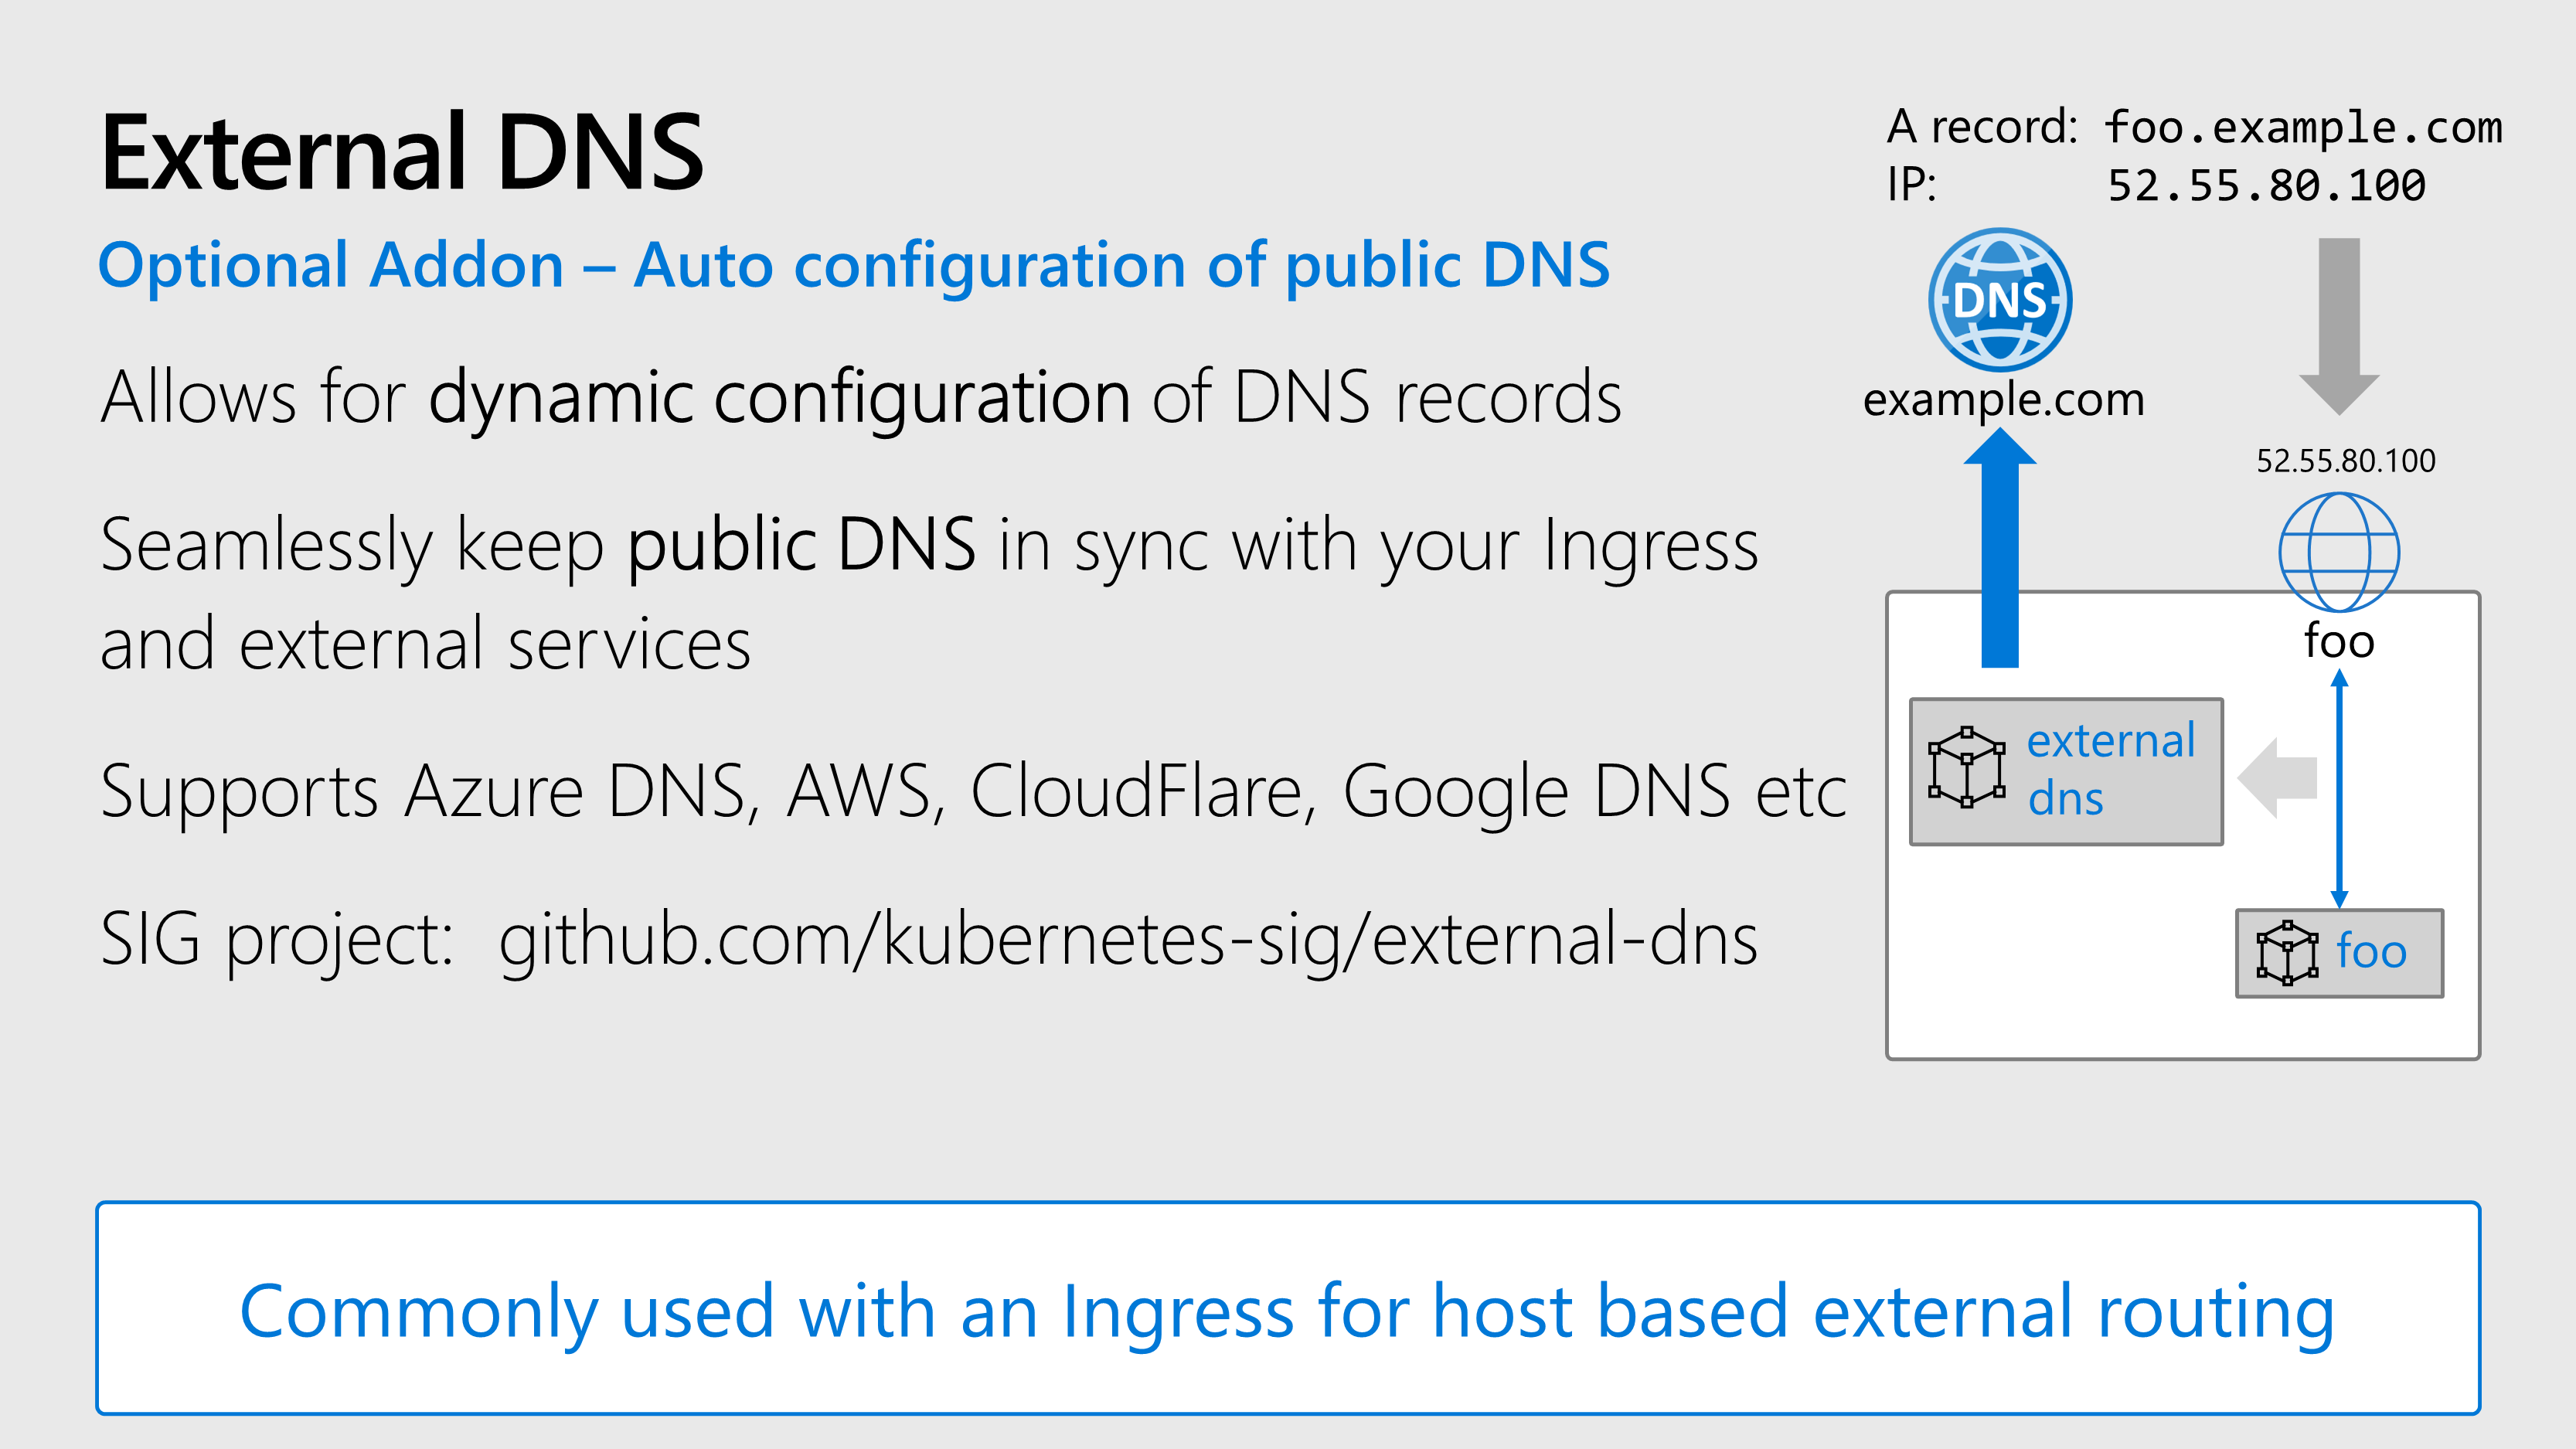 External DNS
Optional Addon – Auto configuration of public DNS
Allows for dynamic configuration of DNS records
Seamlessly keep public DNS in sync with your Ingress
and external services
Supports Azure DNS, AWS, CloudFlare, Google DNS etc
SIG project: github.com/kubernetes-sig/external-dns
A record: foo.example.com
IP: 52.55.80.100
DNS
example.com
52.55.80.100
foo
external
dns
foo
Commonly used with an Ingress for host based external routing